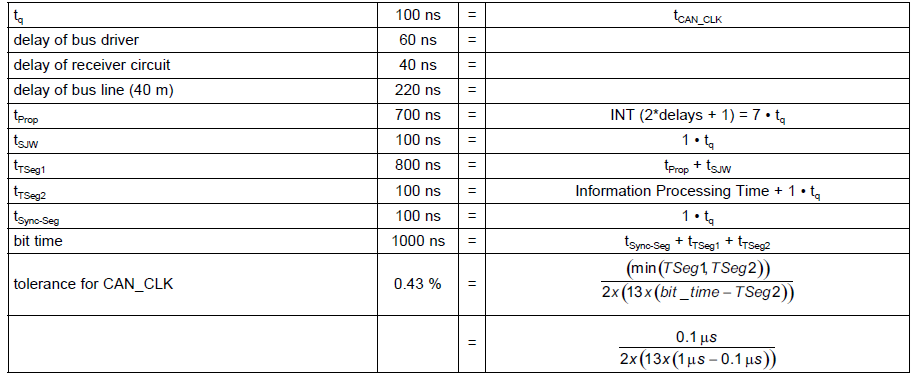 tq 100 ns = tCAN_CLK
delay of bus driver 60 ns =
delay of receiver circuit 40 ns =
delay of bus line (40 m) 220 ns =
tProp 700 ns = INT (2*delays + 1) = 7 • tq
tSJW 100 ns = 1 • tq
tTSeg1 800 ns = tProp + tSJW
tTSeg2 100 ns = Information Processing Time + 1 • tq
tSync-Seg 100 ns = 1 • tq
bit time 1000 ns = tSync-Seg + tTSeg1 + tTSeg2
tolerance for CAN_CLK 0.43 % = (min(TSeg1,TSeg2))
2x(13x(bit_time – TSeg2))
= 0.1 μs
2x(13x(1μs – 0.1 μs))